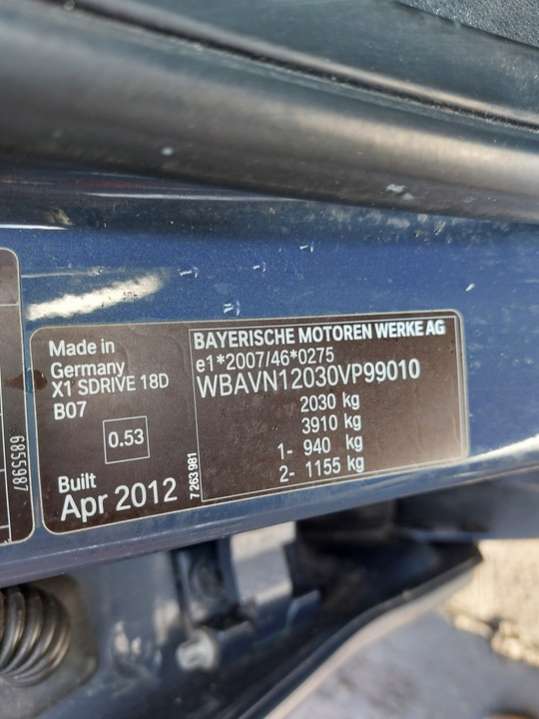 Made in
Germany
X1 SDRIVE 18D
B07
0.53
Built
Apr 2012
7 263 981
BAYERISCHE MOTOREN WERKE AG
e1*2007/46*0275
WBAVN12030VP99010
2030 kg
3910 kg
1- 940 kg
2- 1155 kg
6855987